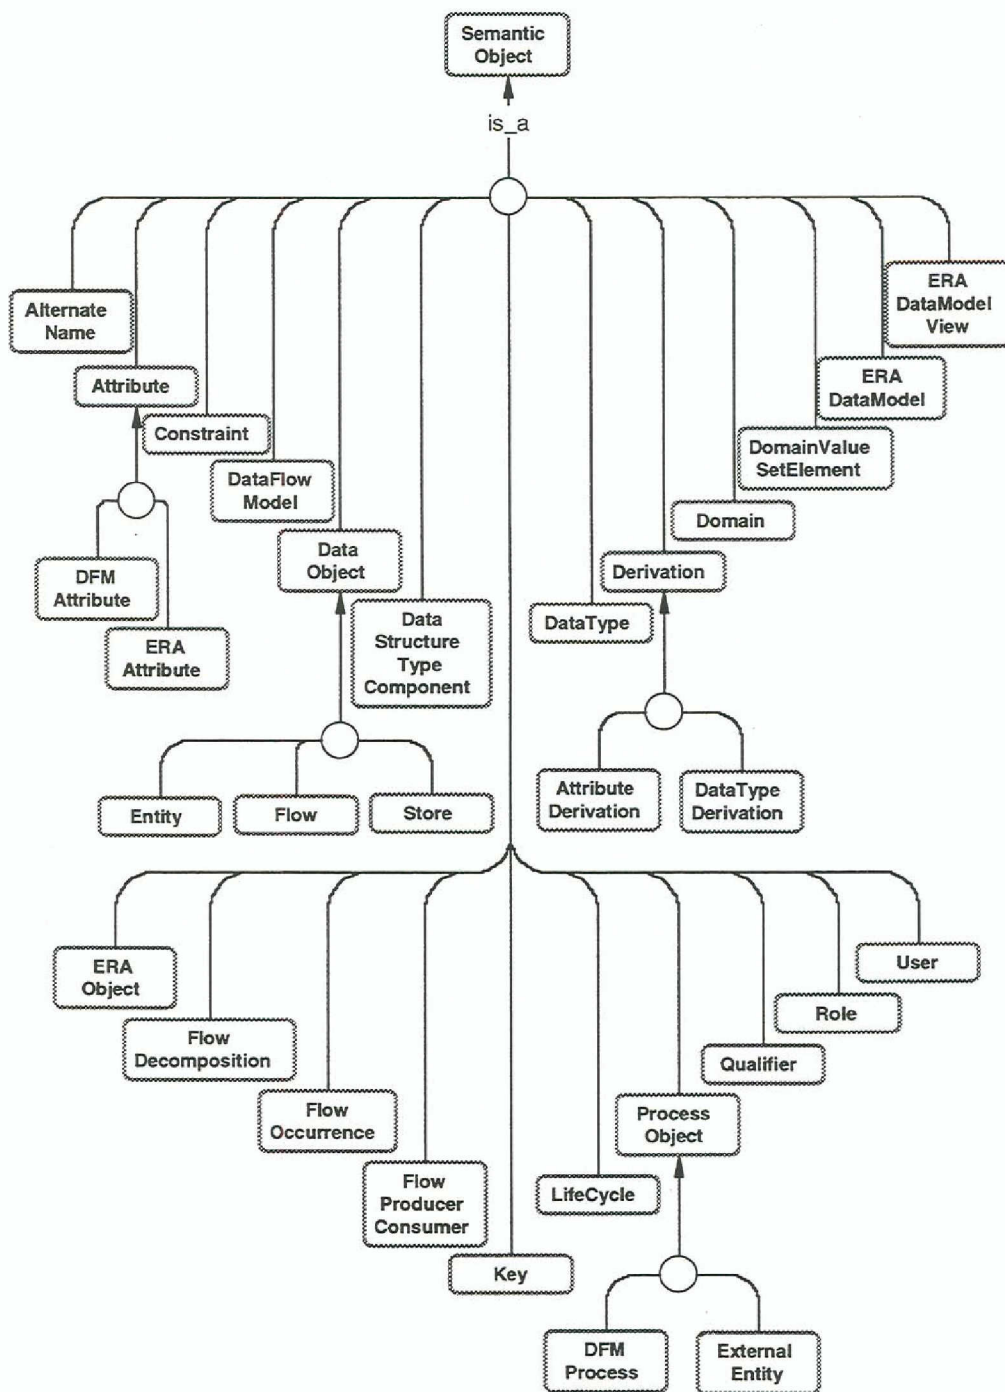 Semantic
Object
is_a
Alternate
Name
Attribute
Constraint
DataFlow
Model
Data
Object
Data
Structure
Type
Component
DataType
Derivation
Domain
DomainValue
SetElement
ERA
DataModel
ERA
DataModel
View
DFM
Attribute
ERA
Attribute
Entity
Flow
Store
Attribute
Derivation
DataType
Derivation
ERA
Object
Flow
Decomposition
Flow
Occurrence
Flow
Producer
Consumer
Key
LifeCycle
Process
Object
Qualifier
Role
User
DFM
Process
External
Entity